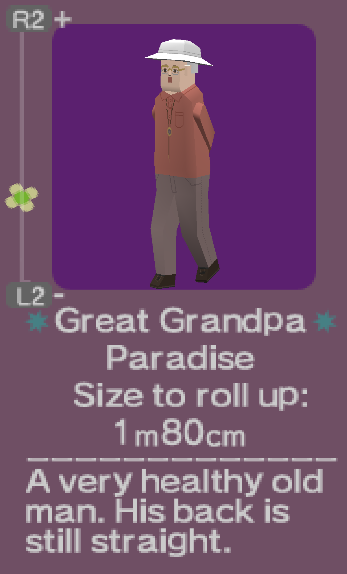 R2 +
L2 -
Great Grandpa
Paradise
Size to roll up:
1m80cm
A very healthy old
man. His back is
still straight.